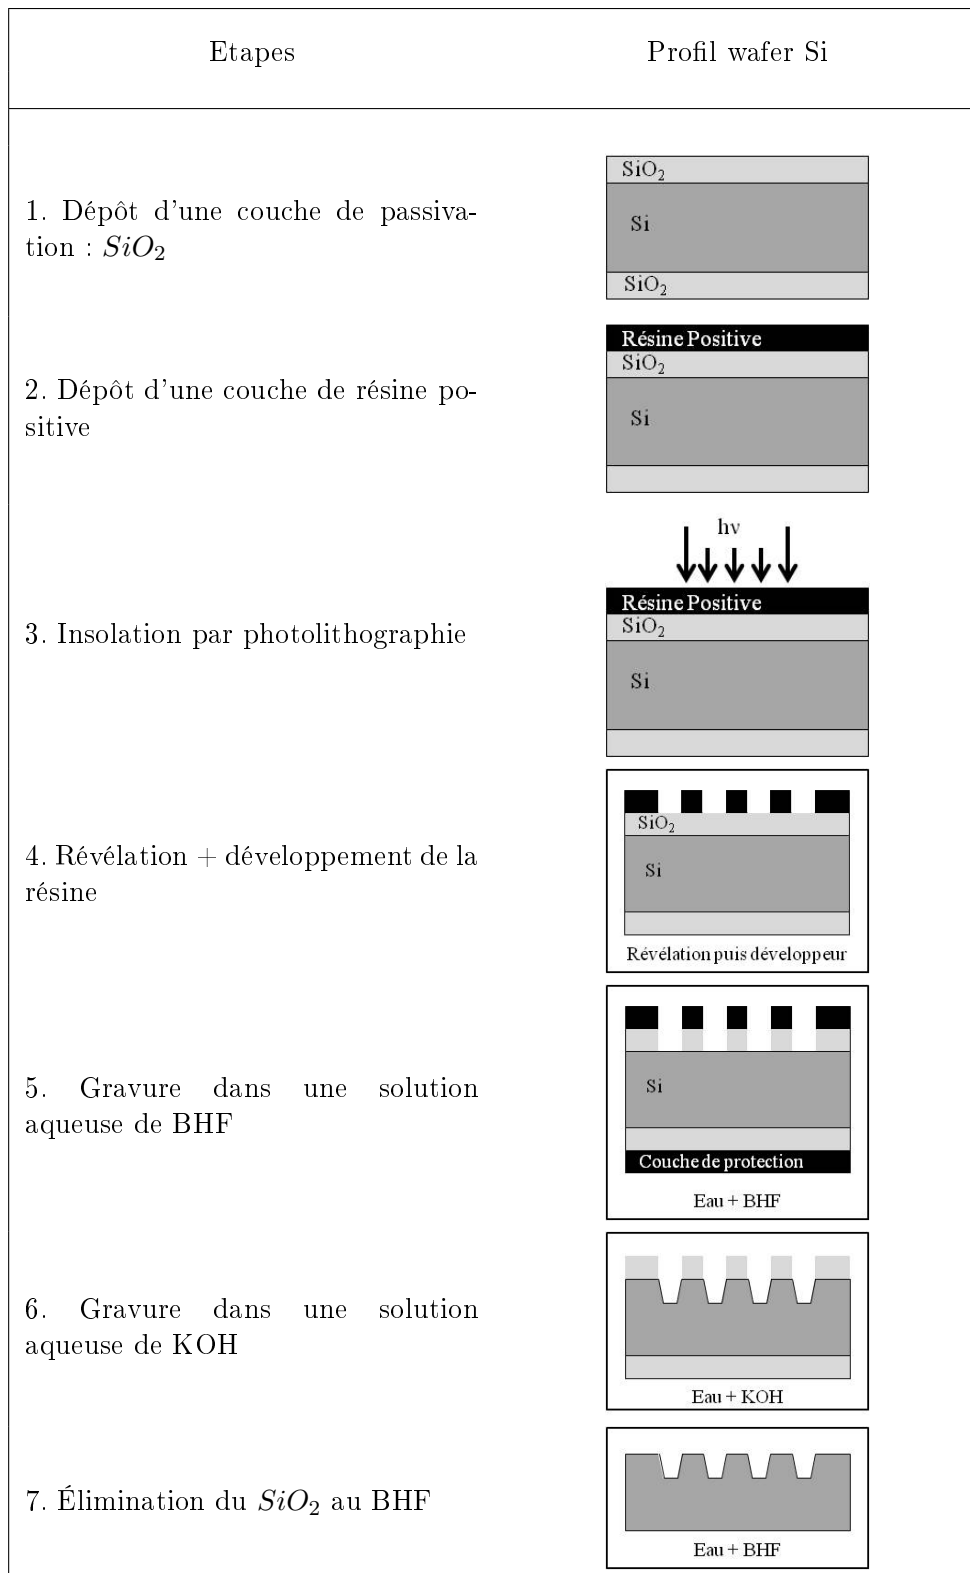 Etapes
Profil wafer Si
1. Dépôt d'une couche de passiva-
tion : SiO2
SiO2
Si
SiO2
2. Dépôt d'une couche de résine po-
sitive
Résine Positive
SiO2
Si
3. Insolation par photolithographie
hν
Résine Positive
SiO2
Si
4. Révélation + développement de la
résine
SiO2
Si
Révélation puis développeur
5. Gravure dans une solution
aqueuse de BHF
Si
Couche de protection
Eau + BHF
6. Gravure dans une solution
aqueuse de KOH
Eau + KOH
7. Élimination du SiO2 au BHF
Eau + BHF